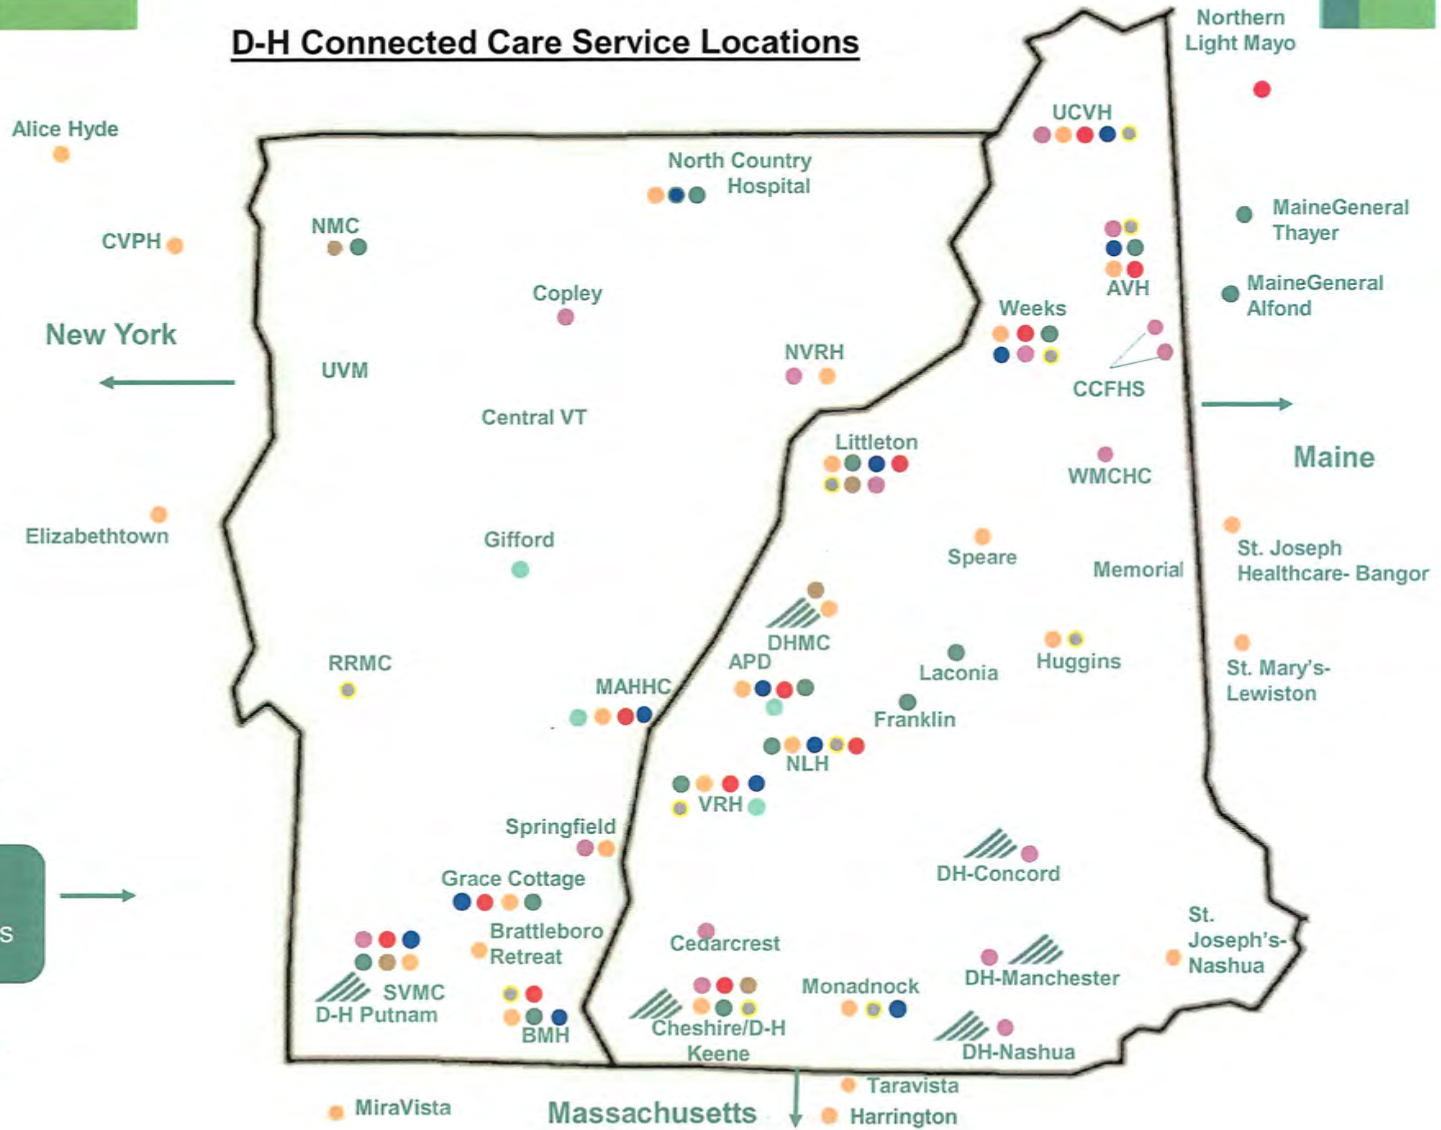 D-H Connected Care Service Locations
Northern
Light Mayo
Alice Hyde
UCVH
North Country
Hospital
MaineGeneral
Thayer
NMC
CVPH
MaineGeneral
Alfond
Copley
AVH
Weeks
New York
NVRH
UVM
CCFHS
Central VT
Littleton
Maine
WMCHC
Elizabethtown
Gifford
Speare
St. Joseph
Healthcare- Bangor
Memorial
DHMC
RRMC
APD
Laconia
Huggins
St. Mary's-
Lewiston
MAHHC
Franklin
NLH
VRH
Springfield
DH-Concord
Grace Cottage
s
Brattleboro
Retreat
Cedarcrest
St.
Joseph's-
Nashua
DH-Manchester
SVMC
D-H Putnam
Monadnock
BMH
Cheshire/D-H
Keene
DH-Nashua
Taravista
MiraVista
Massachusetts
Harrington